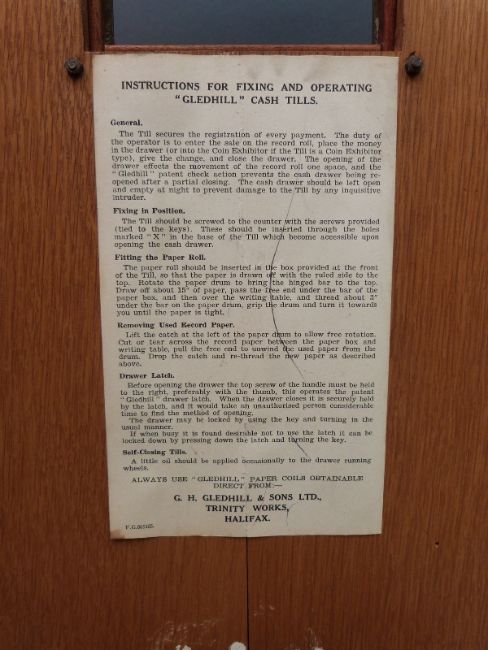 INSTRUCTIONS FOR FIXING AND OPERATING
"GLEDHILL" CASH TILLS.
General.
The Till secures the registration of every payment. The duty of
the operator is to enter the sale on the record roll, place the money
in the drawer (or into the Coin Exhibitor if the Till is a Coin Exhibitor
type), give the change, and close the drawer. The opening of the
drawer effects the movement of the record roll one space, and the
"Gledhill" patent check action prevents the cash drawer being re-
opened after a partial closing. The cash drawer should be left open
and empty at night to prevent damage to the Till by any inquisitive
intruder.
Fixing in Position.
The Till should be screwed to the counter with the screws provided
(tied to the keys). These should be inserted through the holes
marked "X" in the base of the Till which become accessible upon
opening the cash drawer.
Fitting the Paper Roll.
The paper roll should be inserted in the box provided at the front
of the Till, so that the paper is drawn off with the ruled side to the
top. Rotate the paper drum to bring the hinged bar to the top.
Draw off about 15" of paper, pass the free end under the bar of the
paper box, and then over the writing table, and thread about 3"
under the bar on the paper drum, grip the drum and turn it towards
you until the paper is tight.
Removing Used Record Paper.
Lift the catch at the left of the paper drum to allow free rotation.
Cut or tear across the record paper between the paper box and
writing table, pull the free end to unwind the used paper from the
drum. Drop the catch and re-thread the new paper as described
above.
Drawer Latch.
Before opening the drawer the top screw of the handle must be held
to the right, preferably with the thumb, this operates the patent
"Gledhill" drawer latch. When the drawer closes it is securely held
by the latch, and it would take an unauthorised person considerable
time to find the method of opening.
The drawer may be locked by using the key and turning in the
usual manner.
If when busy it is found desirable not to use the latch it can be
locked down by pressing down the latch and turning the key.
Self-Closing Tills.
A little oil should be applied occasionally to the drawer running
wheels.
ALWAYS USE "GLEDHILL" PAPER COILS OBTAINABLE
DIRECT FROM:—
G. H. GLEDHILL & SONS LTD.,
TRINITY WORKS,
HALIFAX.